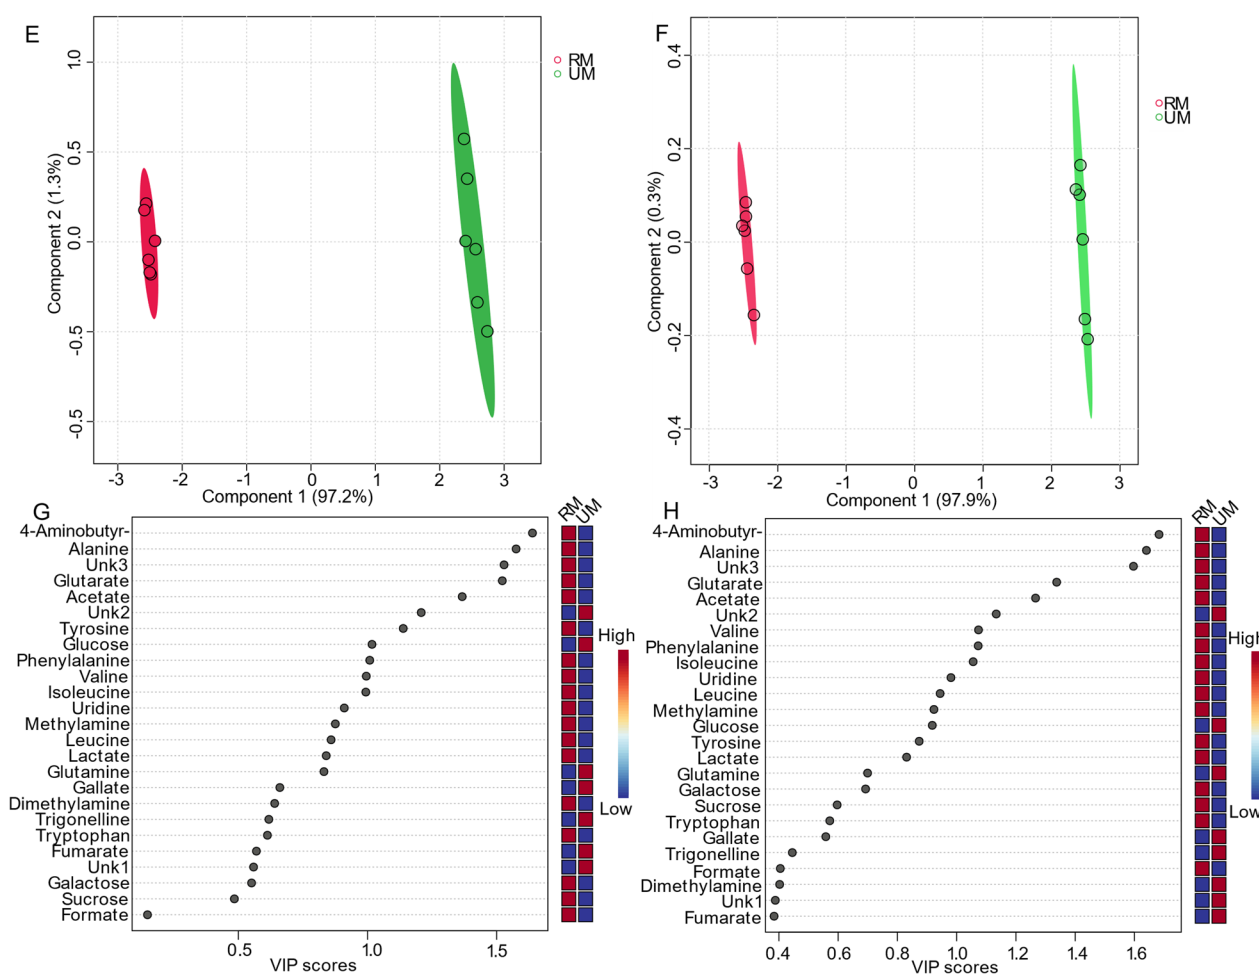 E
RM
UM
1.0
0.5
0.0
-0.5
-0.5
Component 2 (1.3%)
-3 -2 -1 0 1 2 3
Component 1 (97.2%)
F
RM
UM
0.4
0.2
0.0
-0.2
-0.4
Component 2 (0.3%)
-3 -2 -1 0 1 2 3
Component 1 (97.9%)
G
RM UM
4-Aminobutyr-
Alanine
Unk3
Glutarate
Acetate
Unk2
Tyrosine
Glucose
Phenylalanine
Valine
Isoleucine
Uridine
Methylamine
Leucine
Lactate
Glutamine
Gallate
Dimethylamine
Trigonelline
Tryptophan
Fumarate
Unk1
Galactose
Sucrose
Formate
High
Low
0.5 1.0 1.5
VIP scores
H
RM UM
4-Aminobutyr-
Alanine
Unk3
Glutarate
Acetate
Unk2
Valine
Phenylalanine
Isoleucine
Uridine
Leucine
Methylamine
Glucose
Tyrosine
Lactate
Glutamine
Galactose
Sucrose
Tryptophan
Gallate
Trigonelline
Formate
Dimethylamine
Unk1
Fumarate
High
Low
0.4 0.6 0.8 1.0 1.2 1.4 1.6
VIP scores